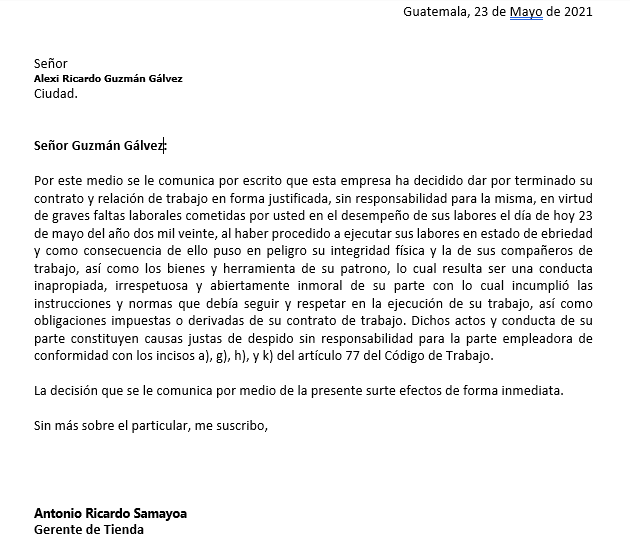 Guatemala, 23 de Mayo de 2021
Señor
Alexi Ricardo Guzmán Gálvez
Ciudad.
Señor Guzmán Gálvez:
Por este medio se le comunica por escrito que esta empresa ha decidido dar por terminado su
contrato y relación de trabajo en forma justificada, sin responsabilidad para la misma, en virtud
de graves faltas laborales cometidas por usted en el desempeño de sus labores el día de hoy 23
de mayo del año dos mil veinte, al haber procedido a ejecutar sus labores en estado de ebriedad
y como consecuencia de ello puso en peligro su integridad física y la de sus compañeros de
trabajo, así como los bienes y herramienta de su patrono, lo cual resulta ser una conducta
inapropiada, irrespetuosa y abiertamente inmoral de su parte con lo cual incumplió las
instrucciones y normas que debía seguir y respetar en la ejecución de su trabajo, así como
obligaciones impuestas o derivadas de su contrato de trabajo. Dichos actos y conducta de su
parte constituyen causas justas de despido sin responsabilidad para la parte empleadora de
conformidad con los incisos a), g), h), y k) del artículo 77 del Código de Trabajo.
La decisión que se le comunica por medio de la presente surte efectos de forma inmediata.
Sin más sobre el particular, me suscribo,
Antonio Ricardo Samayoa
Gerente de Tienda